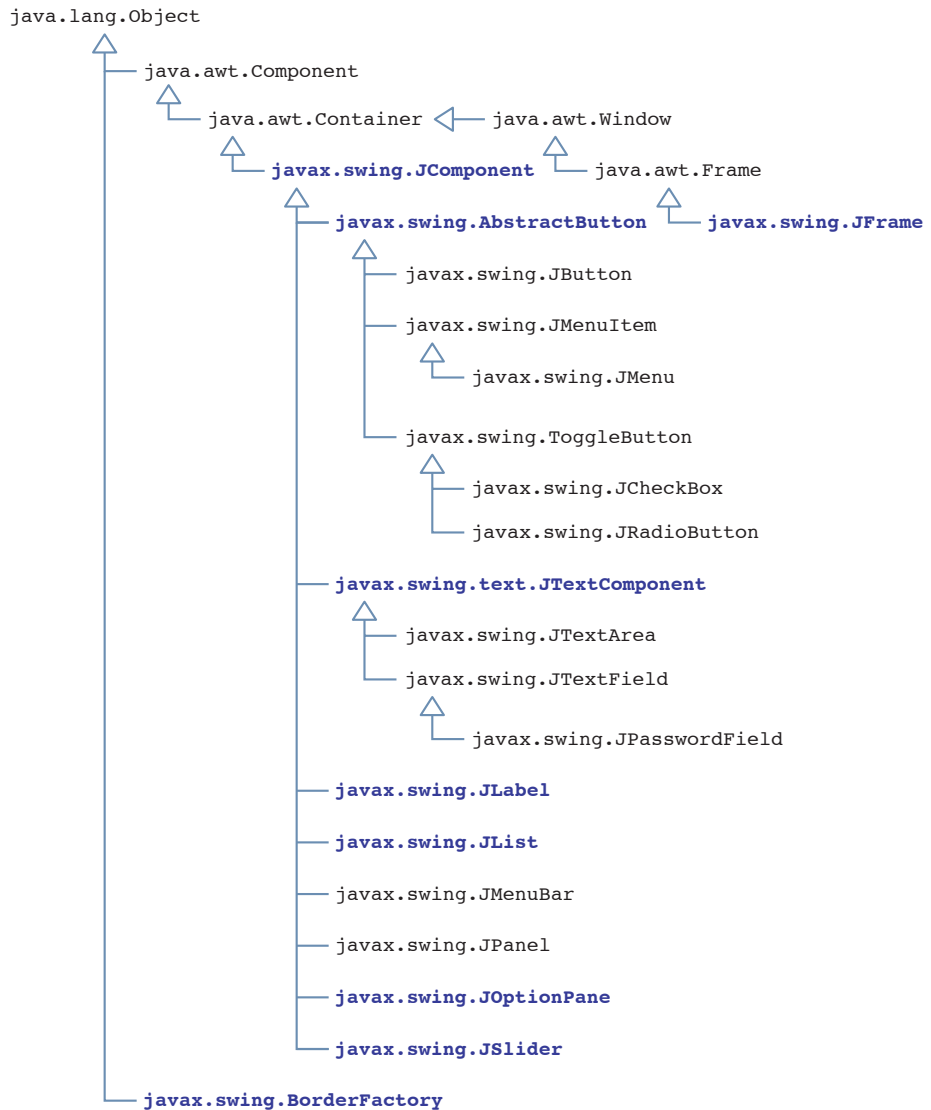 java.lang.Object
java.awt.Component
java.awt.Container java.awt.Window
javax.swing.JComponent java.awt.Frame
javax.swing.AbstractButton javax.swing.JFrame
javax.swing.JButton
javax.swing.JMenuItem
javax.swing.JMenu
javax.swing.ToggleButton
javax.swing.JCheckBox
javax.swing.JRadioButton
javax.swing.text.JTextComponent
javax.swing.JTextArea
javax.swing.JTextField
javax.swing.JPasswordField
javax.swing.JLabel
javax.swing.JList
javax.swing.JMenuBar
javax.swing.JPanel
javax.swing.JOptionPane
javax.swing.JSlider
javax.swing.BorderFactory